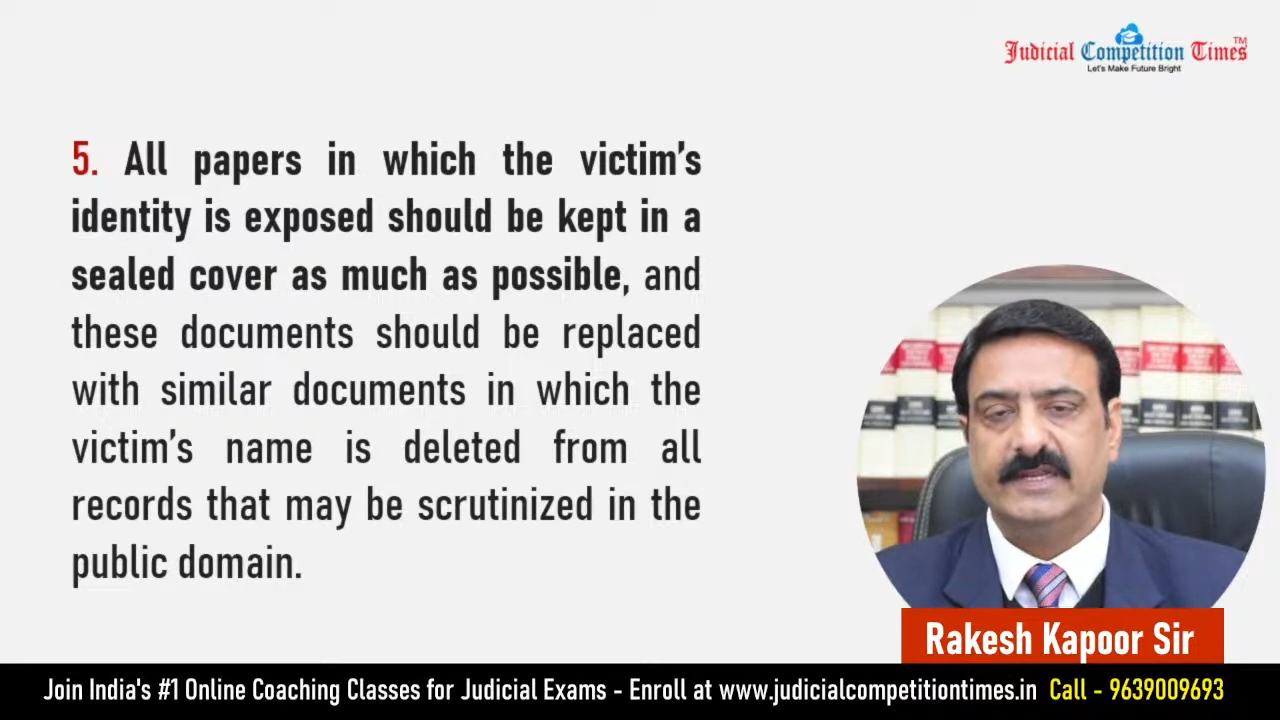 Judicial Competition Times TM
Let's Make Future Bright
5. All papers in which the victim's
identity is exposed should be kept in a
sealed cover as much as possible, and
these documents should be replaced
with similar documents in which the
victim's name is deleted from all
records that may be scrutinized in the
public domain.
Rakesh Kapoor Sir
Join India's #1 Online Coaching Classes for Judicial Exams - Enroll at www.judicialcompetitiontimes.in Call - 9639009693